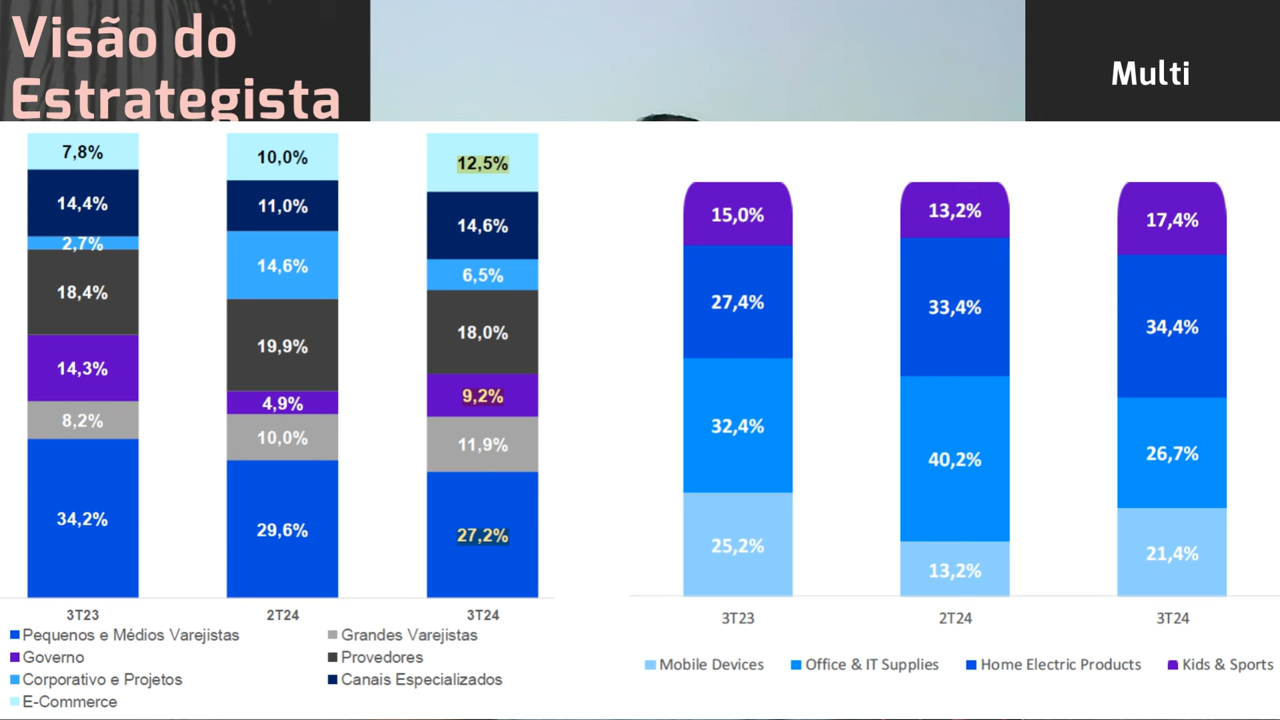 Visão do
Estrategista
Multi
7,8%
14,4%
2,7%
18,4%
14,3%
8,2%
34,2%
3T23
10,0%
11,0%
14,6%
19,9%
4,9%
10,0%
29,6%
2T24
12,5%
14,6%
6,5%
18,0%
9,2%
11,9%
27,2%
3T24
Pequenos e Médios Varejistas
Grandes Varejistas
Governo
Provedores
Corporativo e Projetos
Canais Especializados
E-Commerce
15,0%
27,4%
32,4%
25,2%
3T23
13,2%
33,4%
40,2%
13,2%
2T24
17,4%
34,4%
26,7%
21,4%
3T24
Mobile Devices
Office & IT Supplies
Home Electric Products
Kids & Sports